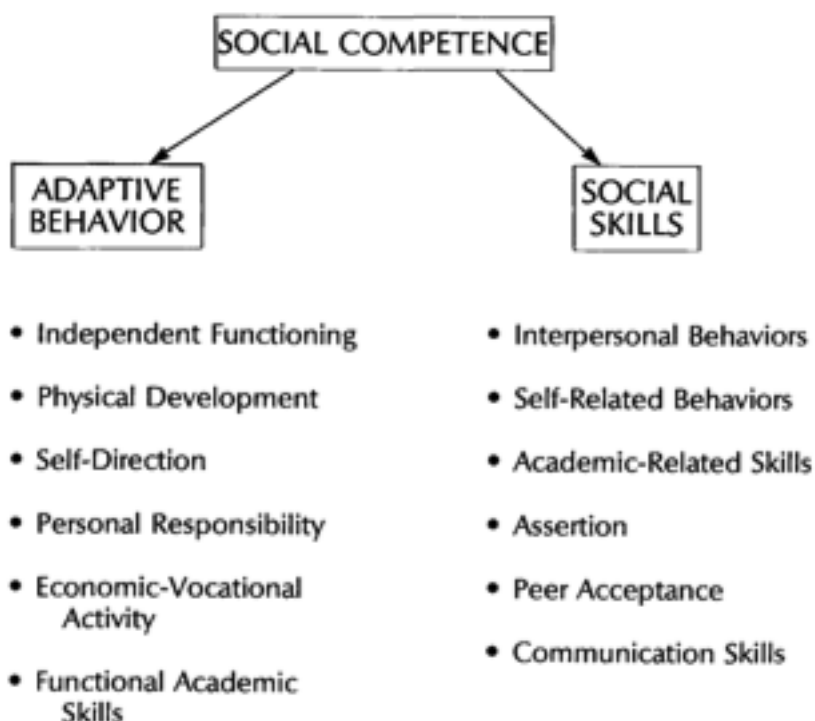 SOCIAL COMPETENCE
ADAPTIVE
BEHAVIOR
SOCIAL
SKILLS
• Independent Functioning
• Physical Development
• Self-Direction
• Personal Responsibility
• Economic-Vocational
Activity
• Functional Academic
Skills
• Interpersonal Behaviors
• Self-Related Behaviors
• Academic-Related Skills
• Assertion
• Peer Acceptance
• Communication Skills